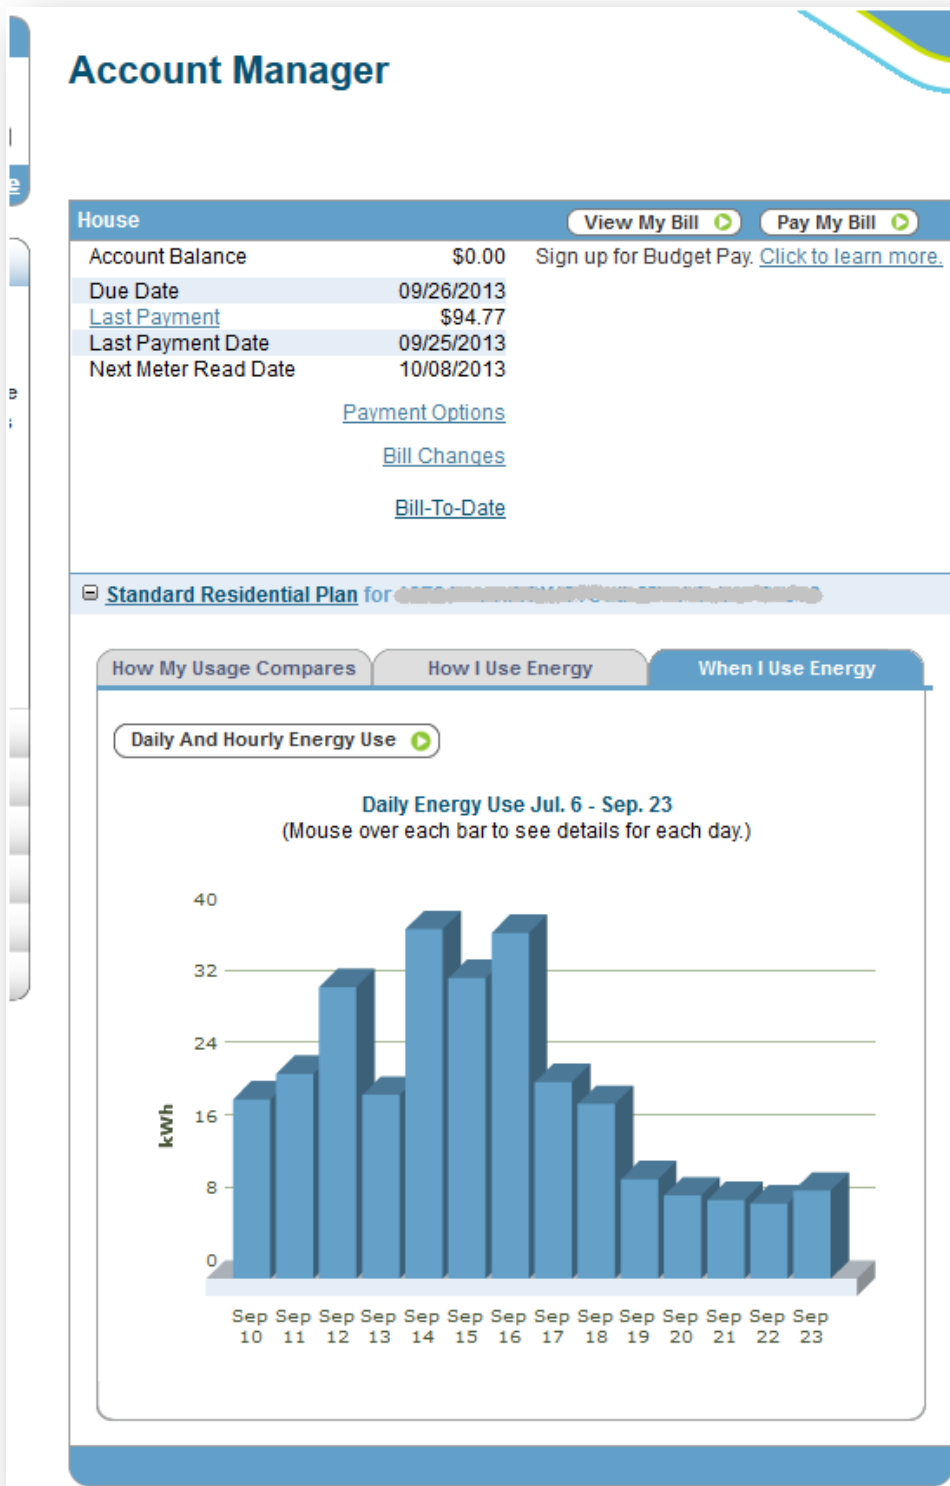 Account Manager
House
View My Bill
Pay My Bill
Account Balance $0.00 Sign up for Budget Pay. Click to learn more.
Due Date 09/26/2013
Last Payment $94.77
Last Payment Date 09/25/2013
Next Meter Read Date 10/08/2013
Payment Options
Bill Changes
Bill-To-Date
Standard Residential Plan for
How My Usage Compares
How I Use Energy
When I Use Energy
Daily And Hourly Energy Use
Daily Energy Use Jul. 6 - Sep. 23
(Mouse over each bar to see details for each day.)
40
32
24
16
8
0
kWh
Sep Sep Sep Sep Sep Sep Sep Sep Sep Sep Sep Sep Sep Sep
10 11 12 13 14 15 16 17 18 19 20 21 22 23